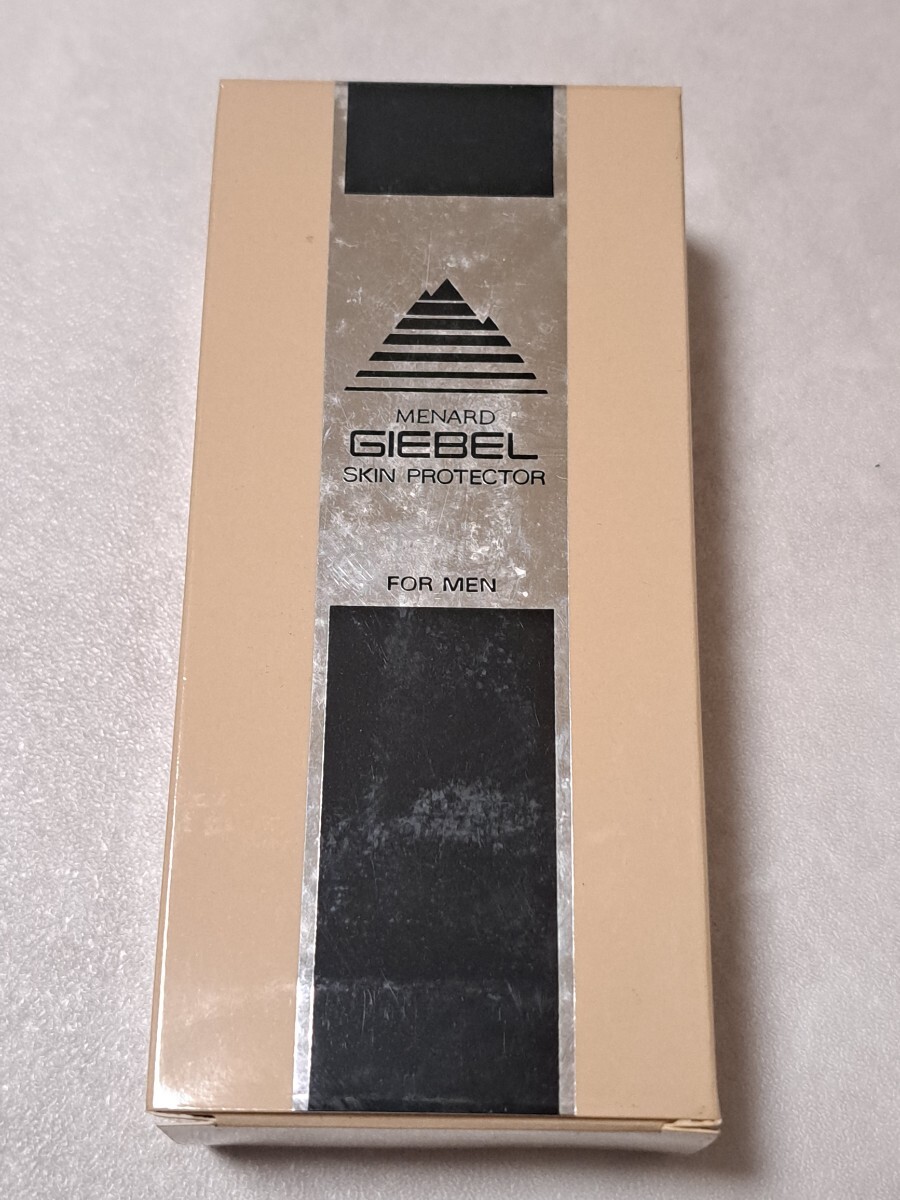 MENARD
GIEBEL
SKIN PROTECTOR
FOR MEN